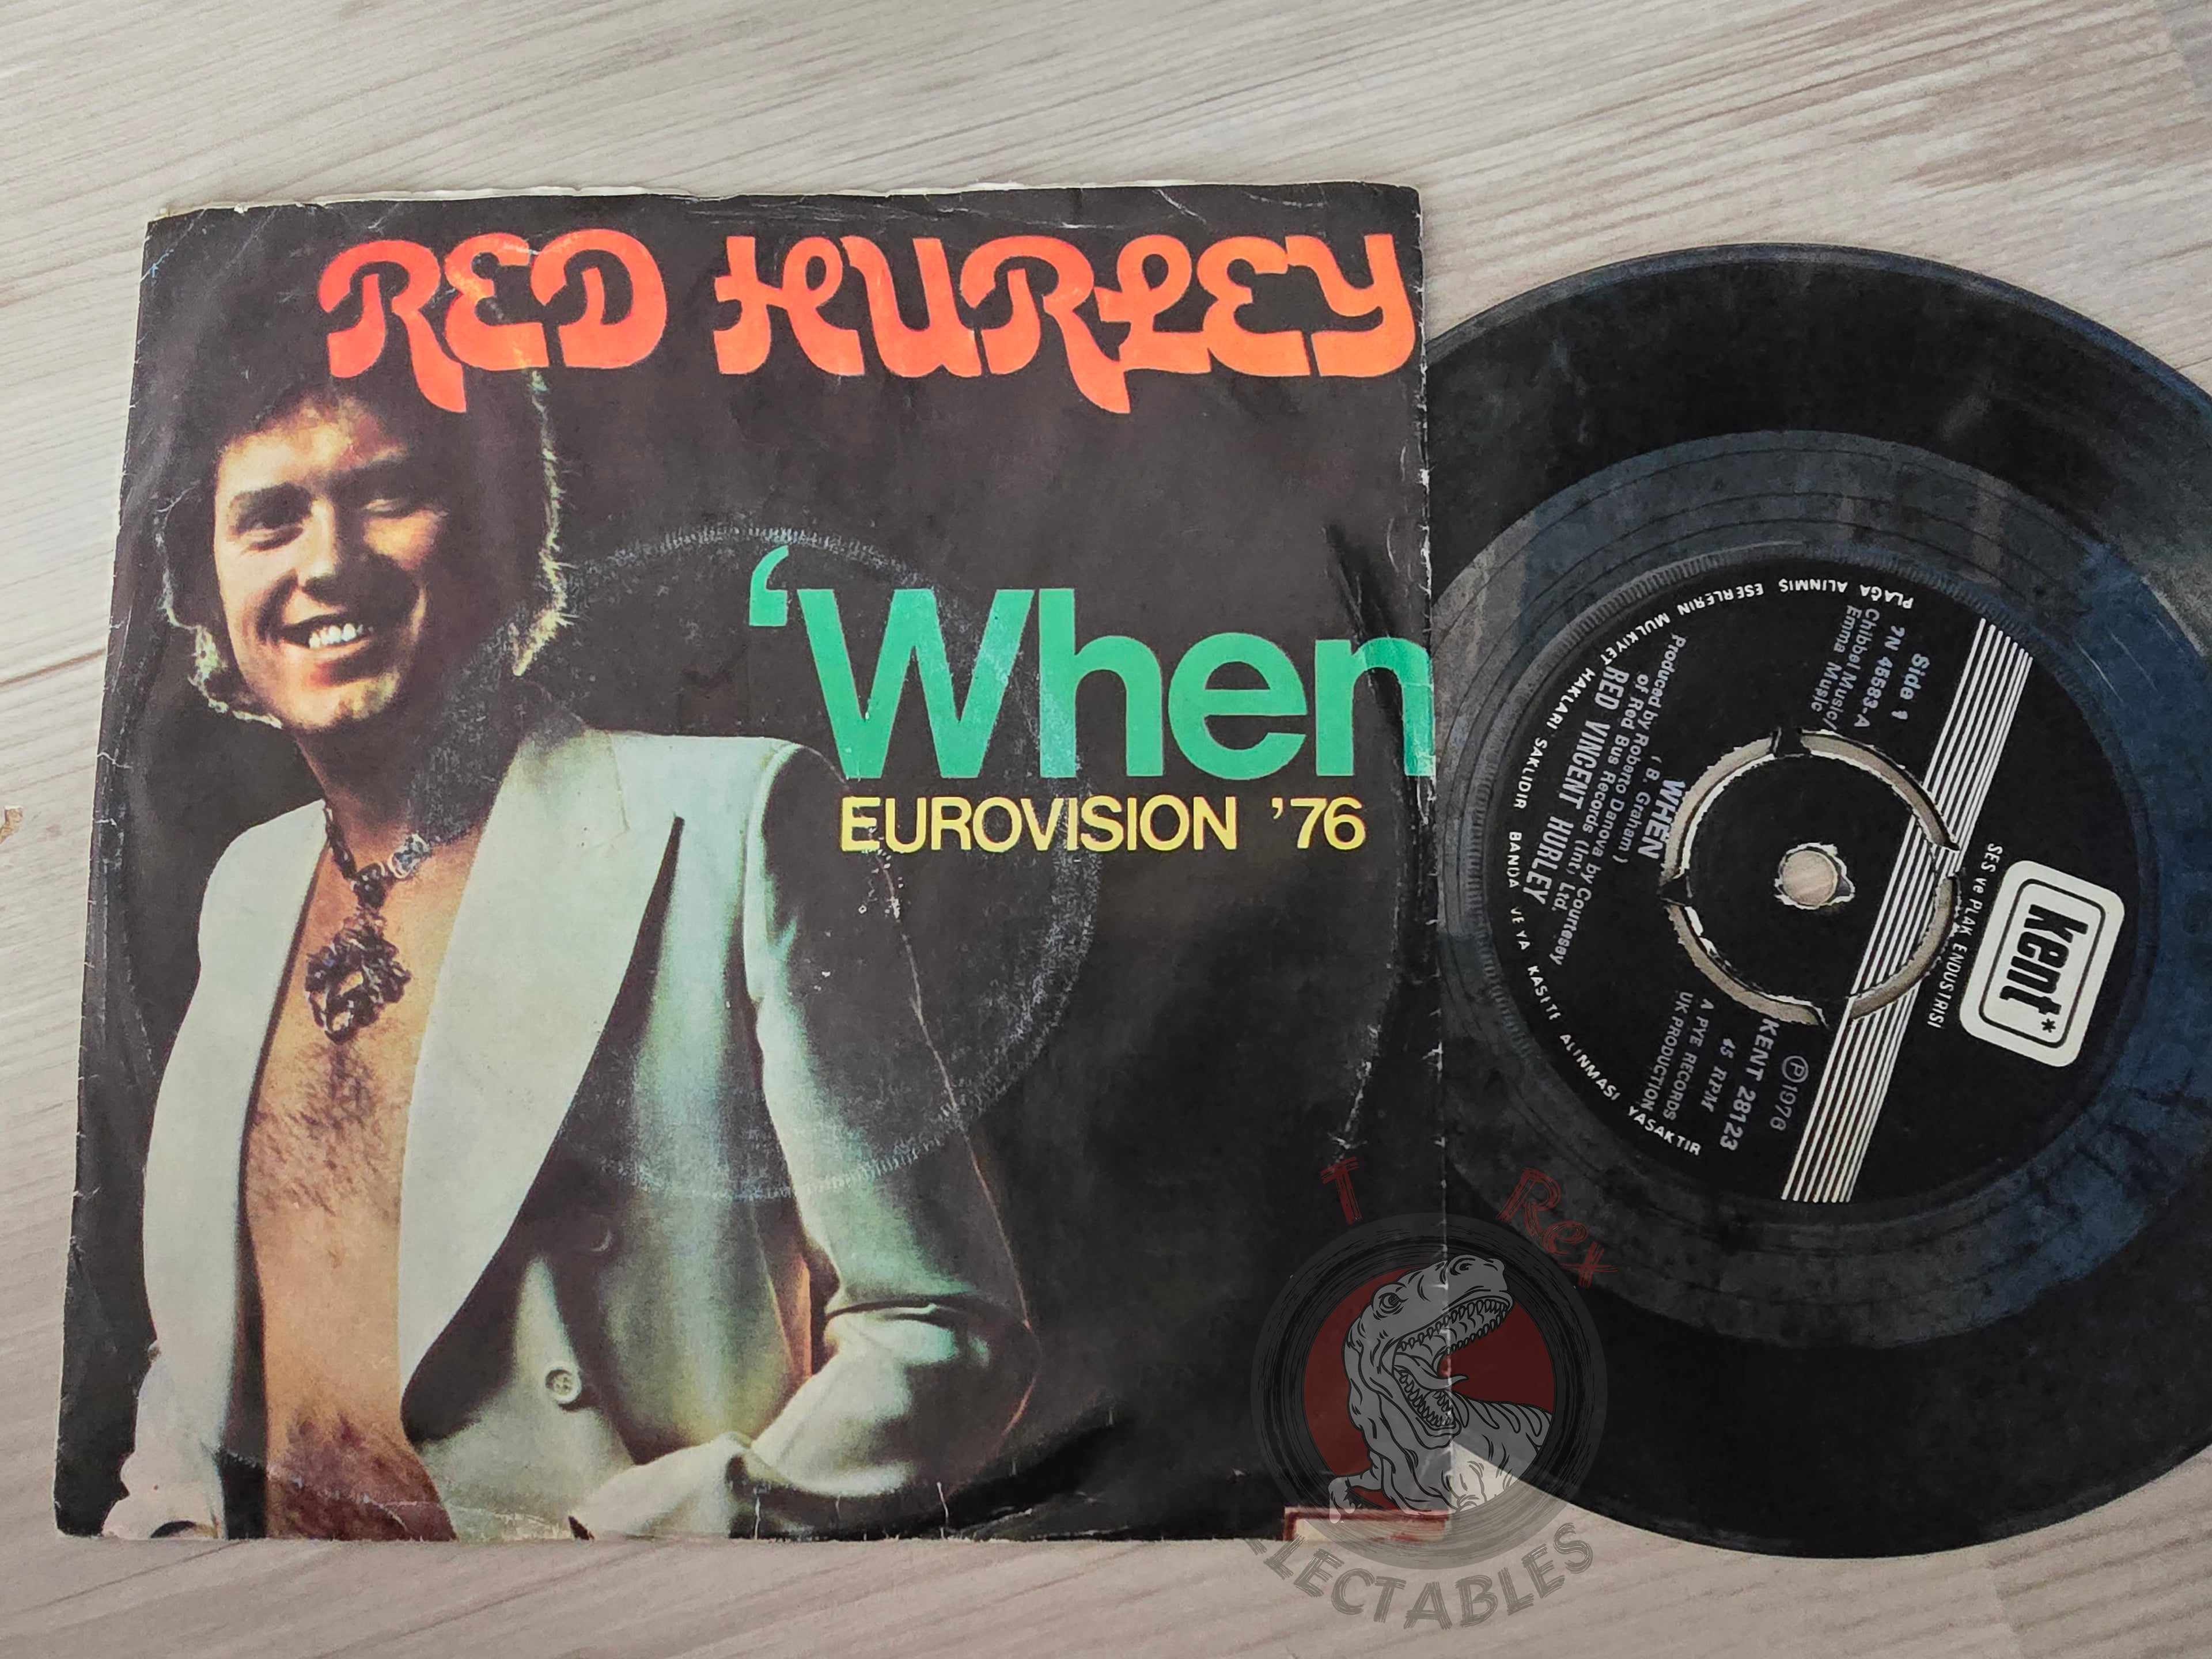 RED HURLEY
‘When
EUROVISION '76
kent*
SES ve PLAK ENDUSTRISI
Side 1
7N 45583-A
Chibbel Music/
Emma Music
KENT 28123
℗1976
45 RPM
A PYE RECORDS
UK PRODUCTION
WHEN
( B. Graham )
Produced by Roberto Danova by Courtesey
of Red Bus Records (Int.) Ltd.
RED VINCENT HURLEY
PLAĞA ALINMIŞ ESERLERIN MULKIYET HAKLARI SAKLIDIR BANDA VEYA KASETE ALINMASI YASAKTIR
T Rex
LLECTABLES